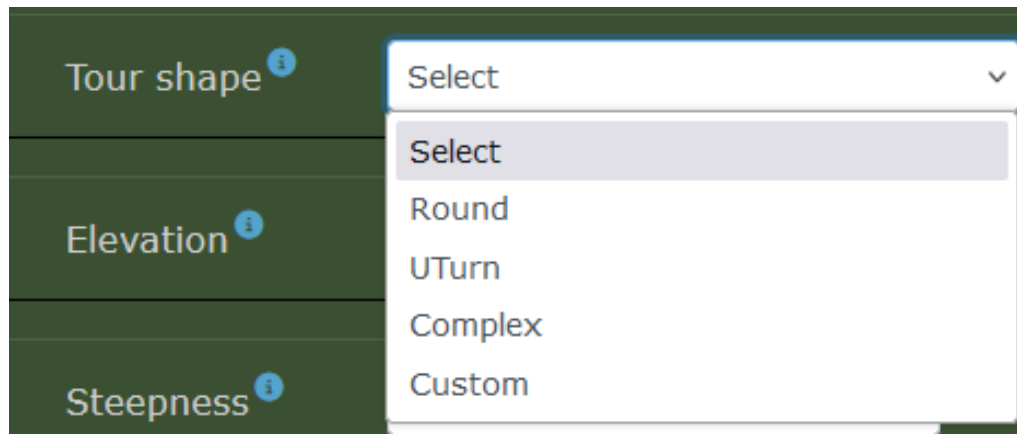 Tour shape
Select
Select
Round
Elevation
UTurn
Complex
Steepness
Custom